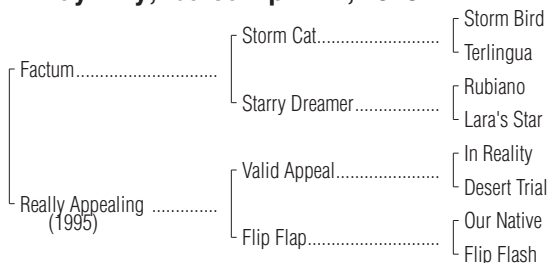 Storm Bird
Storm Cat
Terlingua
Factum
Rubiano
Starry Dreamer
Lara's Star
In Reality
Valid Appeal
Desert Trial
Really Appealing
(1995)
Our Native
Flip Flap
Flip Flash